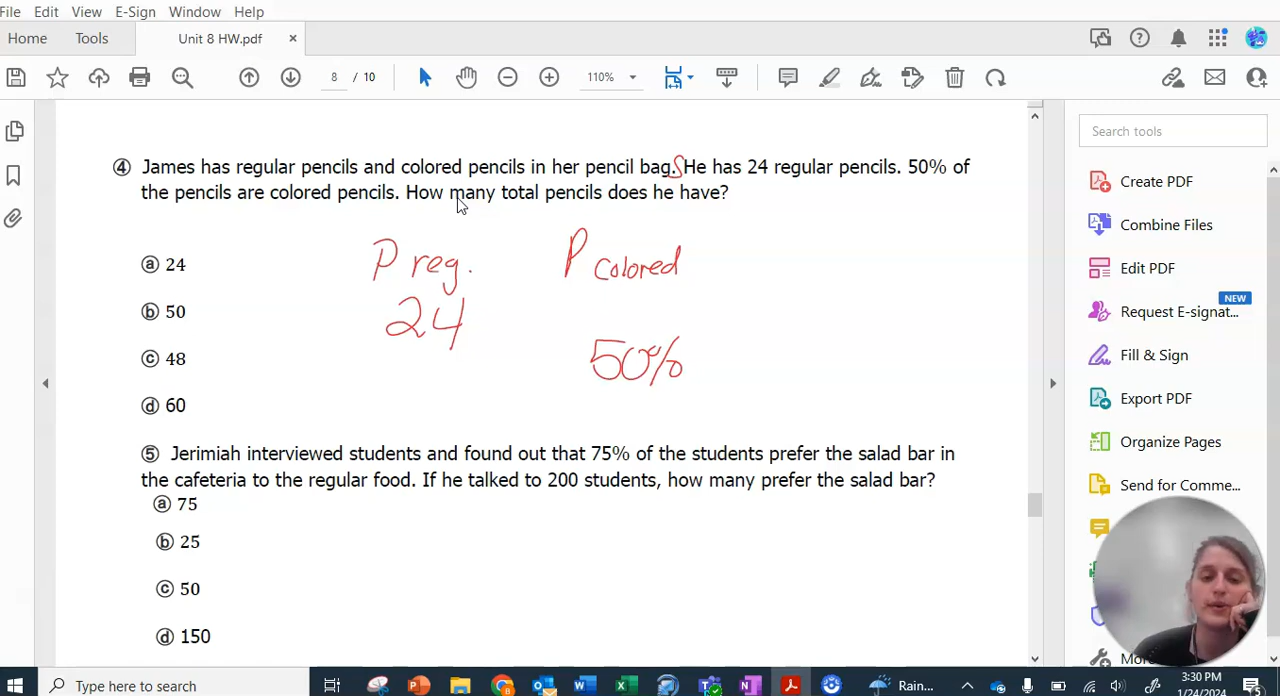 File Edit View E-Sign Window Help
Home Tools Unit 8 HW.pdf ×
8 / 10 110%
④ James has regular pencils and colored pencils in her pencil bag. He has 24 regular pencils. 50% of
the pencils are colored pencils. How many total pencils does he have?
P reg. P colored
24
50%
ⓐ 24
ⓑ 50
ⓒ 48
ⓓ 60
⑤ Jerimiah interviewed students and found out that 75% of the students prefer the salad bar in
the cafeteria to the regular food. If he talked to 200 students, how many prefer the salad bar?
ⓐ 75
ⓑ 25
ⓒ 50
ⓓ 150
Search tools
Create PDF
Combine Files
Edit PDF
NEW
Request E-signat...
Fill & Sign
Export PDF
Organize Pages
Send for Comme...
Type here to search
Rain...
3:30 PM
1/24/2024